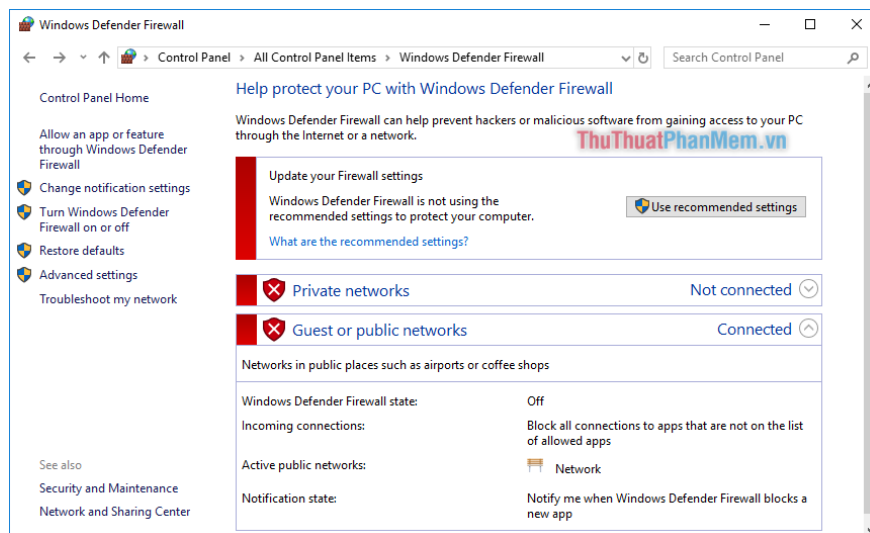 Windows Defender Firewall
Control Panel > All Control Panel Items > Windows Defender Firewall
Search Control Panel
Control Panel Home
Allow an app or feature
through Windows Defender
Firewall
Change notification settings
Turn Windows Defender
Firewall on or off
Restore defaults
Advanced settings
Troubleshoot my network
See also
Security and Maintenance
Network and Sharing Center
Help protect your PC with Windows Defender Firewall
Windows Defender Firewall can help prevent hackers or malicious software from gaining access to your PC
through the Internet or a network.
ThuThuatPhanMem.vn
Update your Firewall settings
Windows Defender Firewall is not using the
recommended settings to protect your computer.
Use recommended settings
What are the recommended settings?
Private networks Not connected
Guest or public networks Connected
Networks in public places such as airports or coffee shops
Windows Defender Firewall state: Off
Incoming connections: Block all connections to apps that are not on the list
of allowed apps
Active public networks: Network
Notification state: Notify me when Windows Defender Firewall blocks a
new app